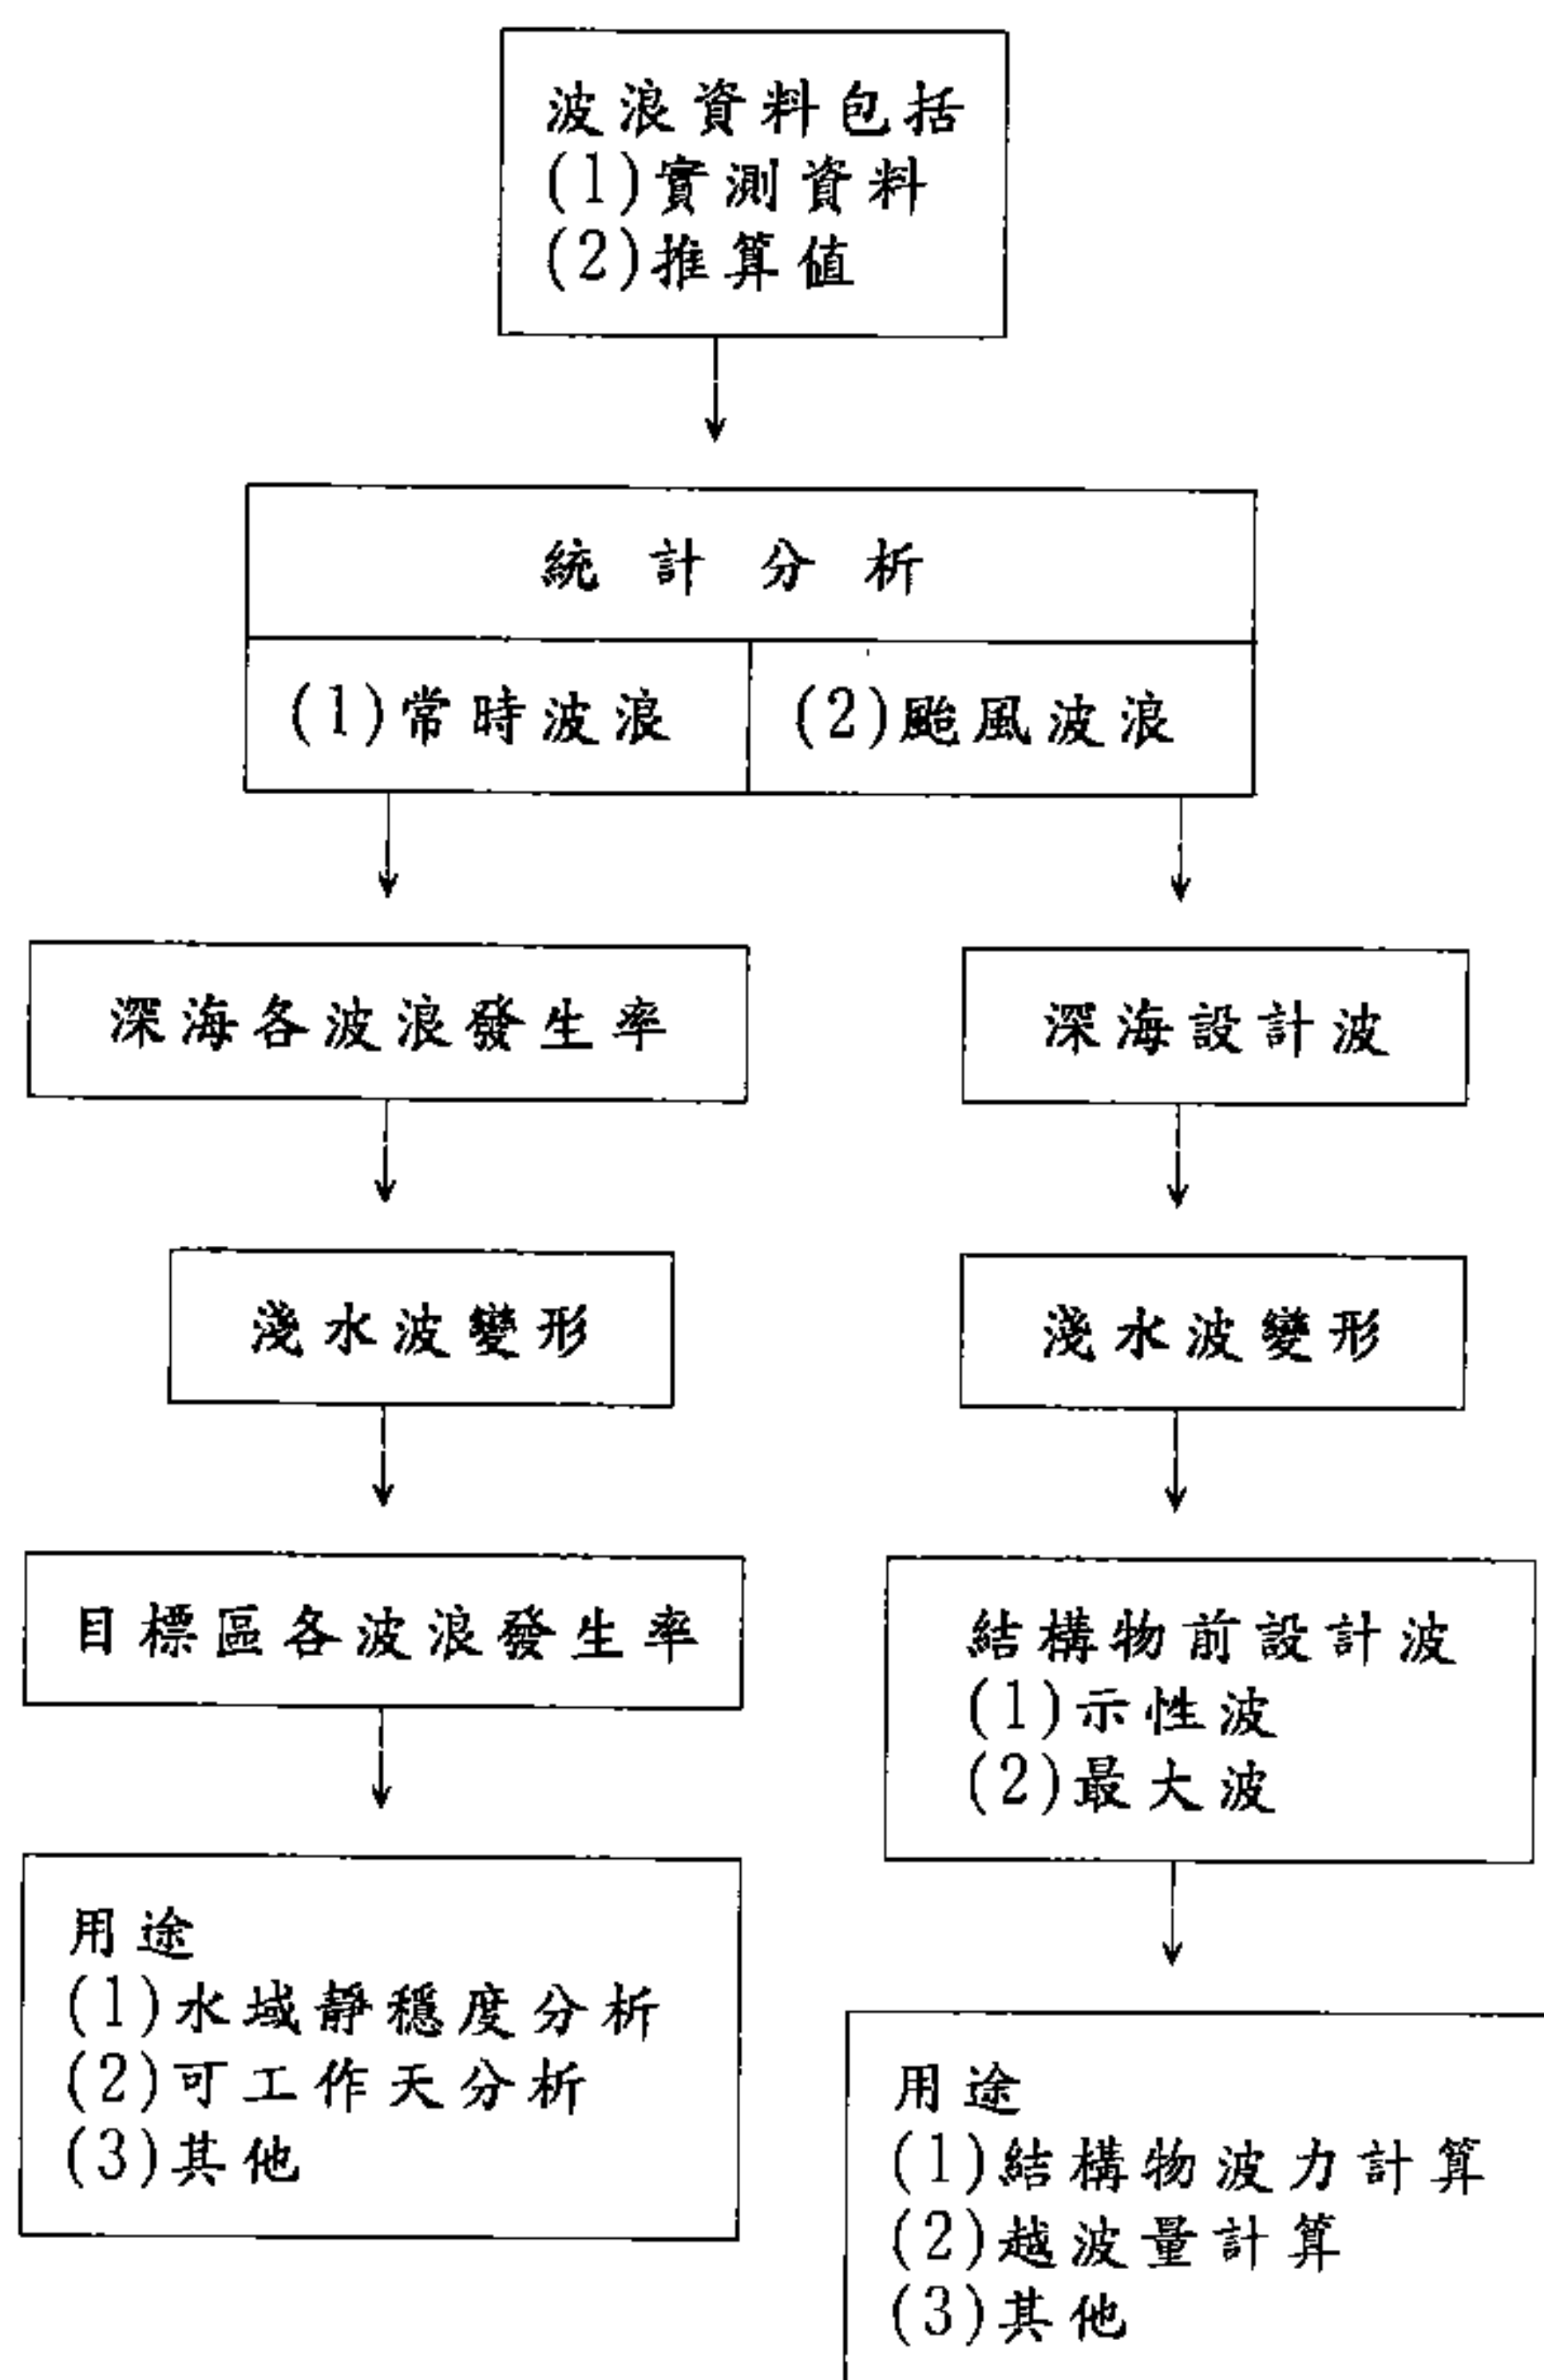 波浪資料包括
(1)實測資料
(2)推算值
統計分析
(1)常時波浪
(2)颱風波浪
深海各波浪發生率
深海設計波
淺水波變形
淺水波變形
目標區各波浪發生率
結構物前設計波
(1)示性波
(2)最大波
用途
(1)水域靜穩度分析
(2)可工作天分析
(3)其他
用途
(1)結構物波力計算
(2)越波量計算
(3)其他